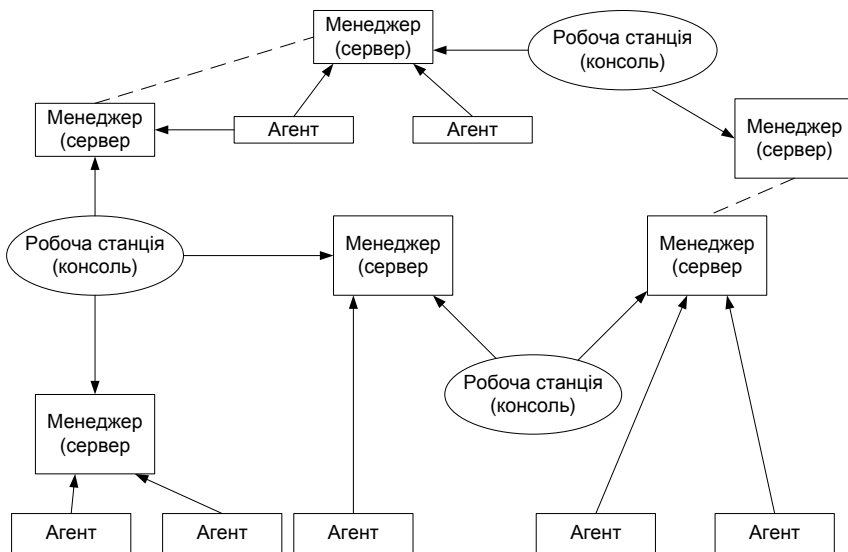 Менеджер
(сервер)
Робоча станція
(консоль)
Менеджер
(сервер
Агент
Агент
Менеджер
(сервер)
Робоча станція
(консоль)
Менеджер
(сервер
Менеджер
(сервер
Робоча станція
(консоль)
Менеджер
(сервер
Агент
Агент
Агент
Агент
Агент